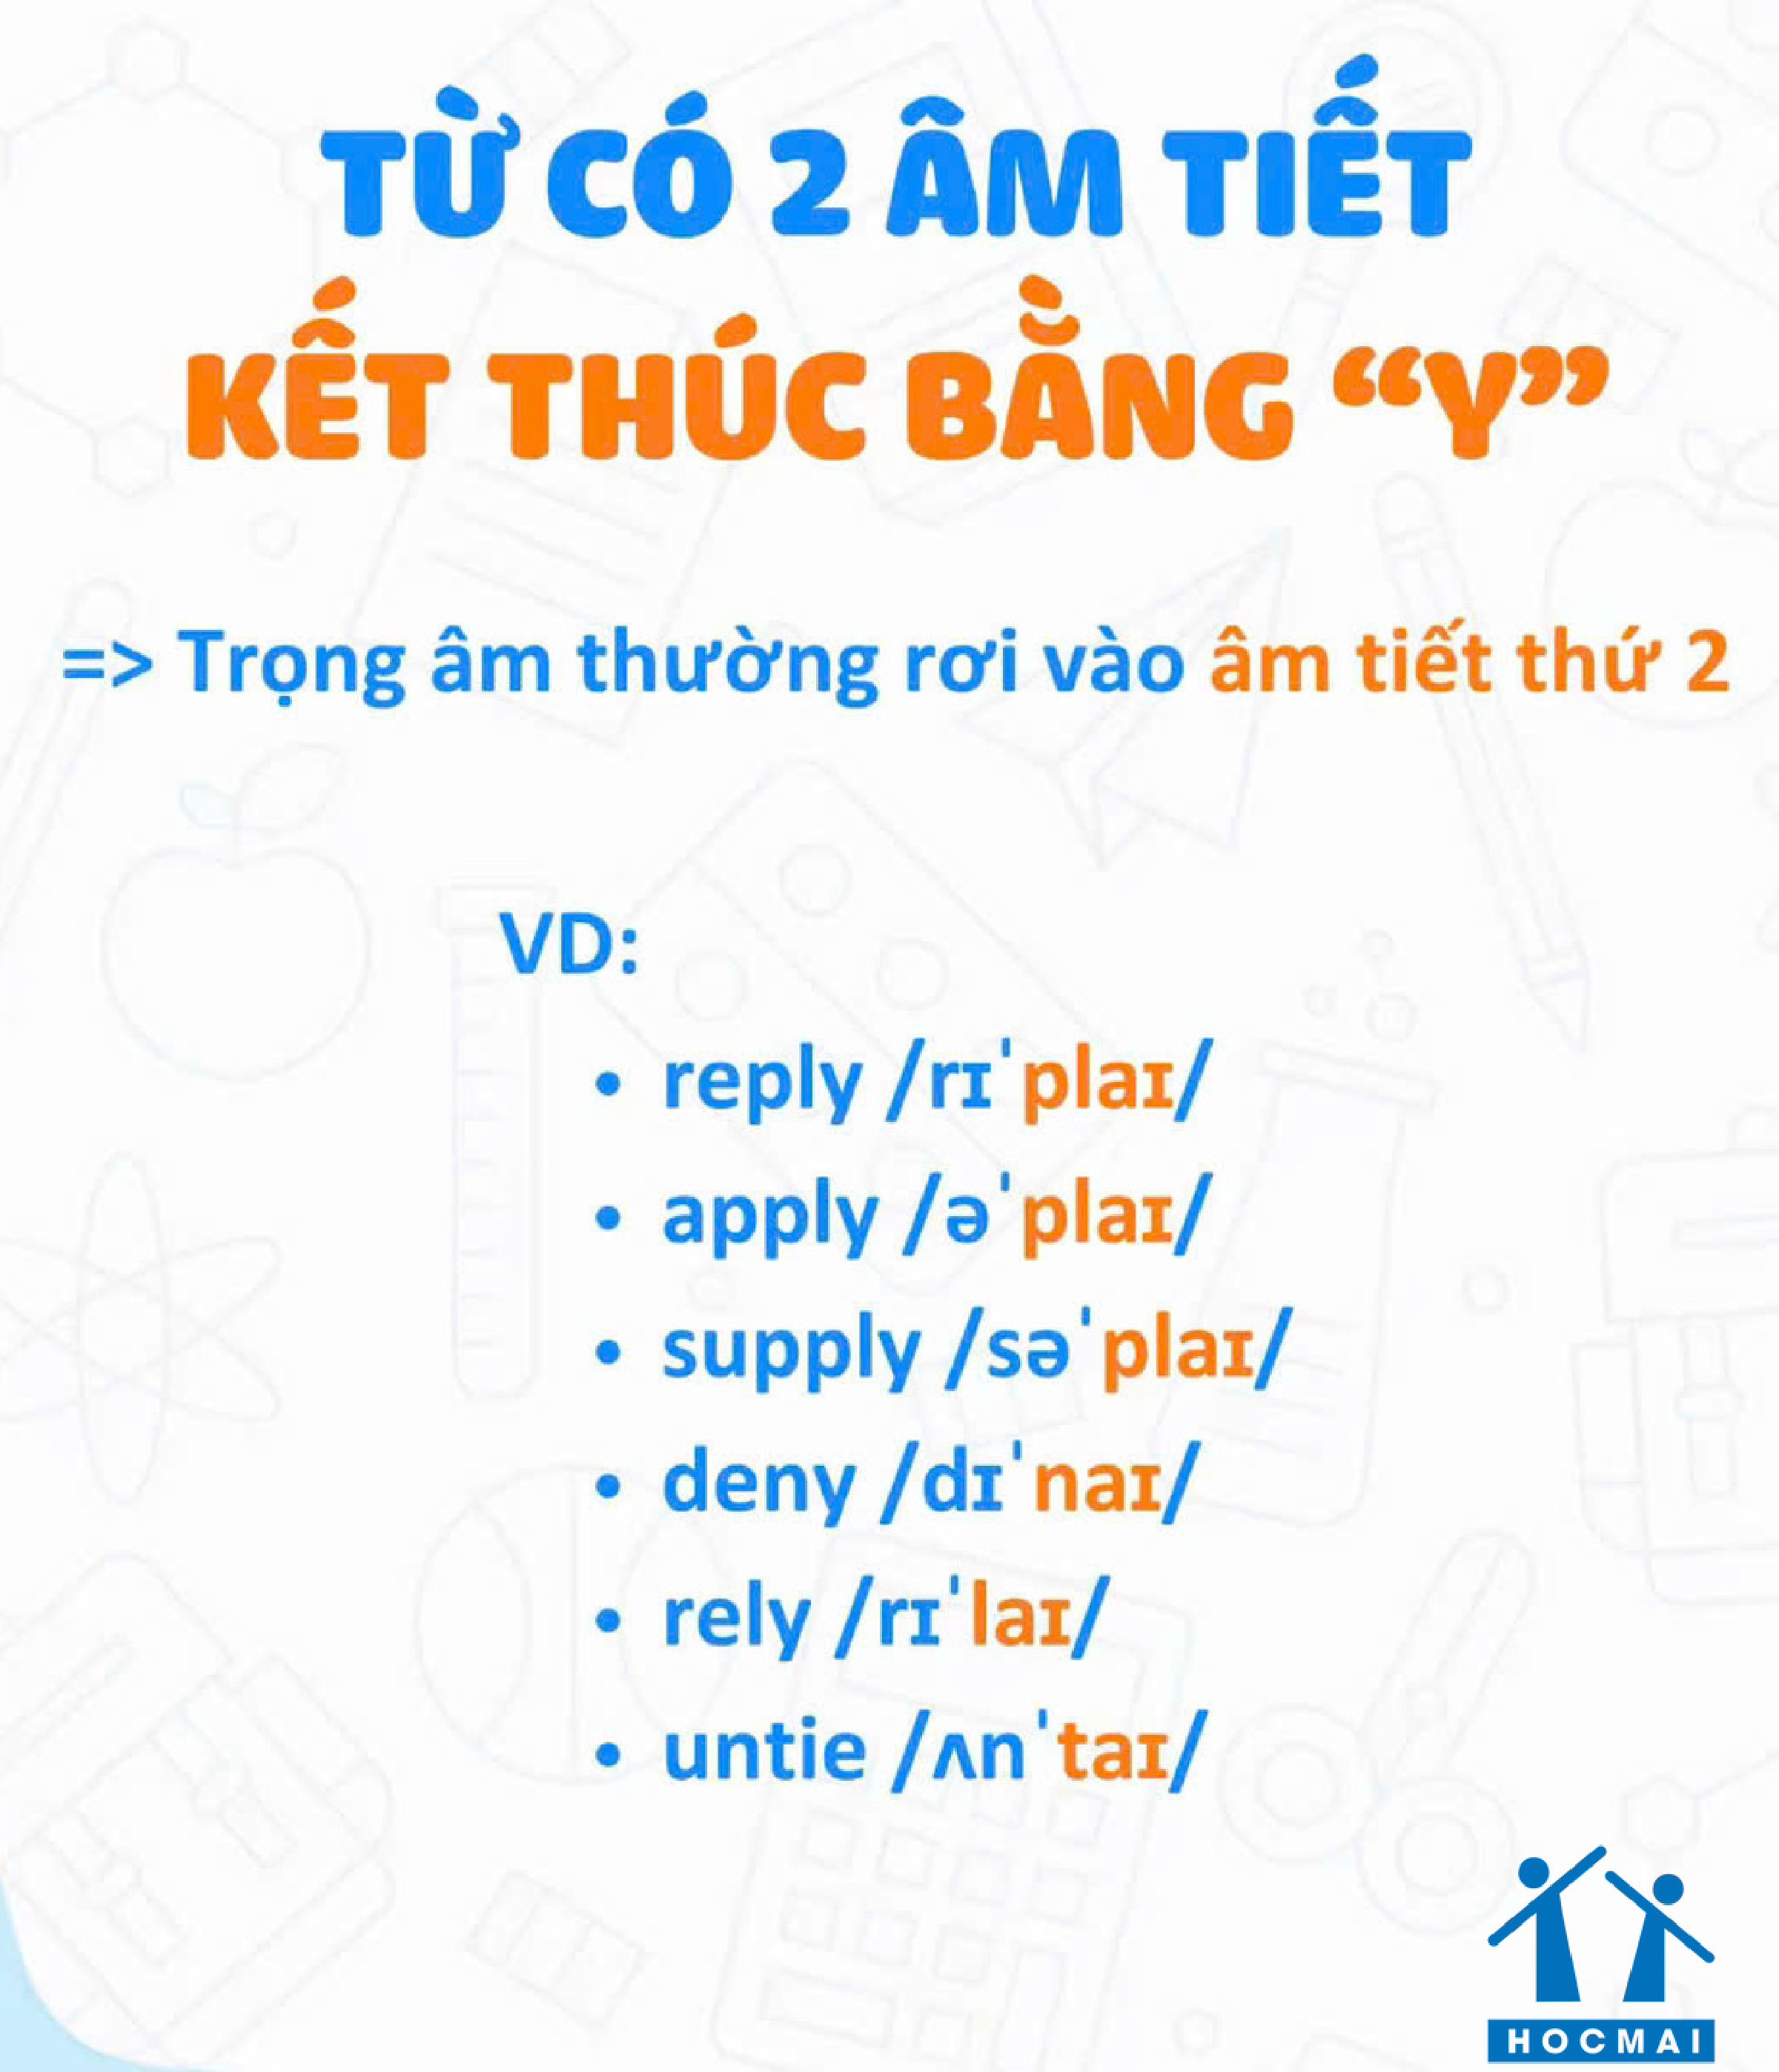 TỪ CÓ 2 ÂM TIẾT
KẾT THÚC BẰNG “Y”
=> Trọng âm thường rơi vào âm tiết thứ 2
VD:
• reply /rɪˈplaɪ/
• apply /əˈplaɪ/
• supply /səˈplaɪ/
• deny /dɪˈnaɪ/
• rely /rɪˈlaɪ/
• untie /ʌnˈtaɪ/
HOCMAI